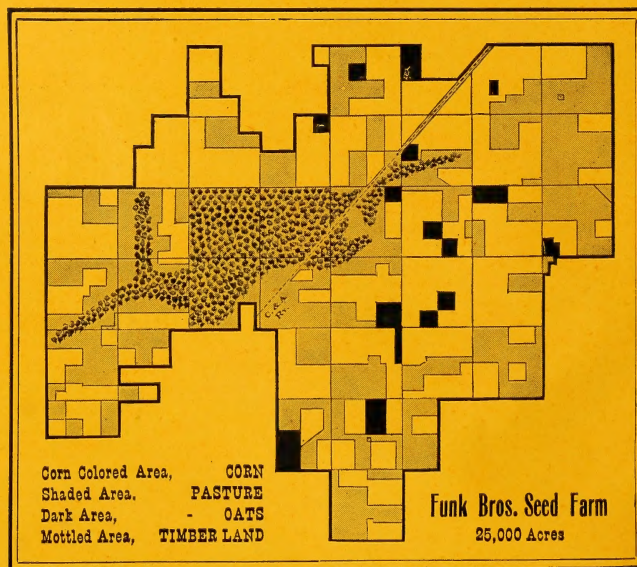 C. & A.
Ry.
Corn Colored Area, CORN
Shaded Area. PASTURE
Dark Area, - OATS
Mottled Area, TIMBER LAND
Funk Bros. Seed Farm
25,000 Acres